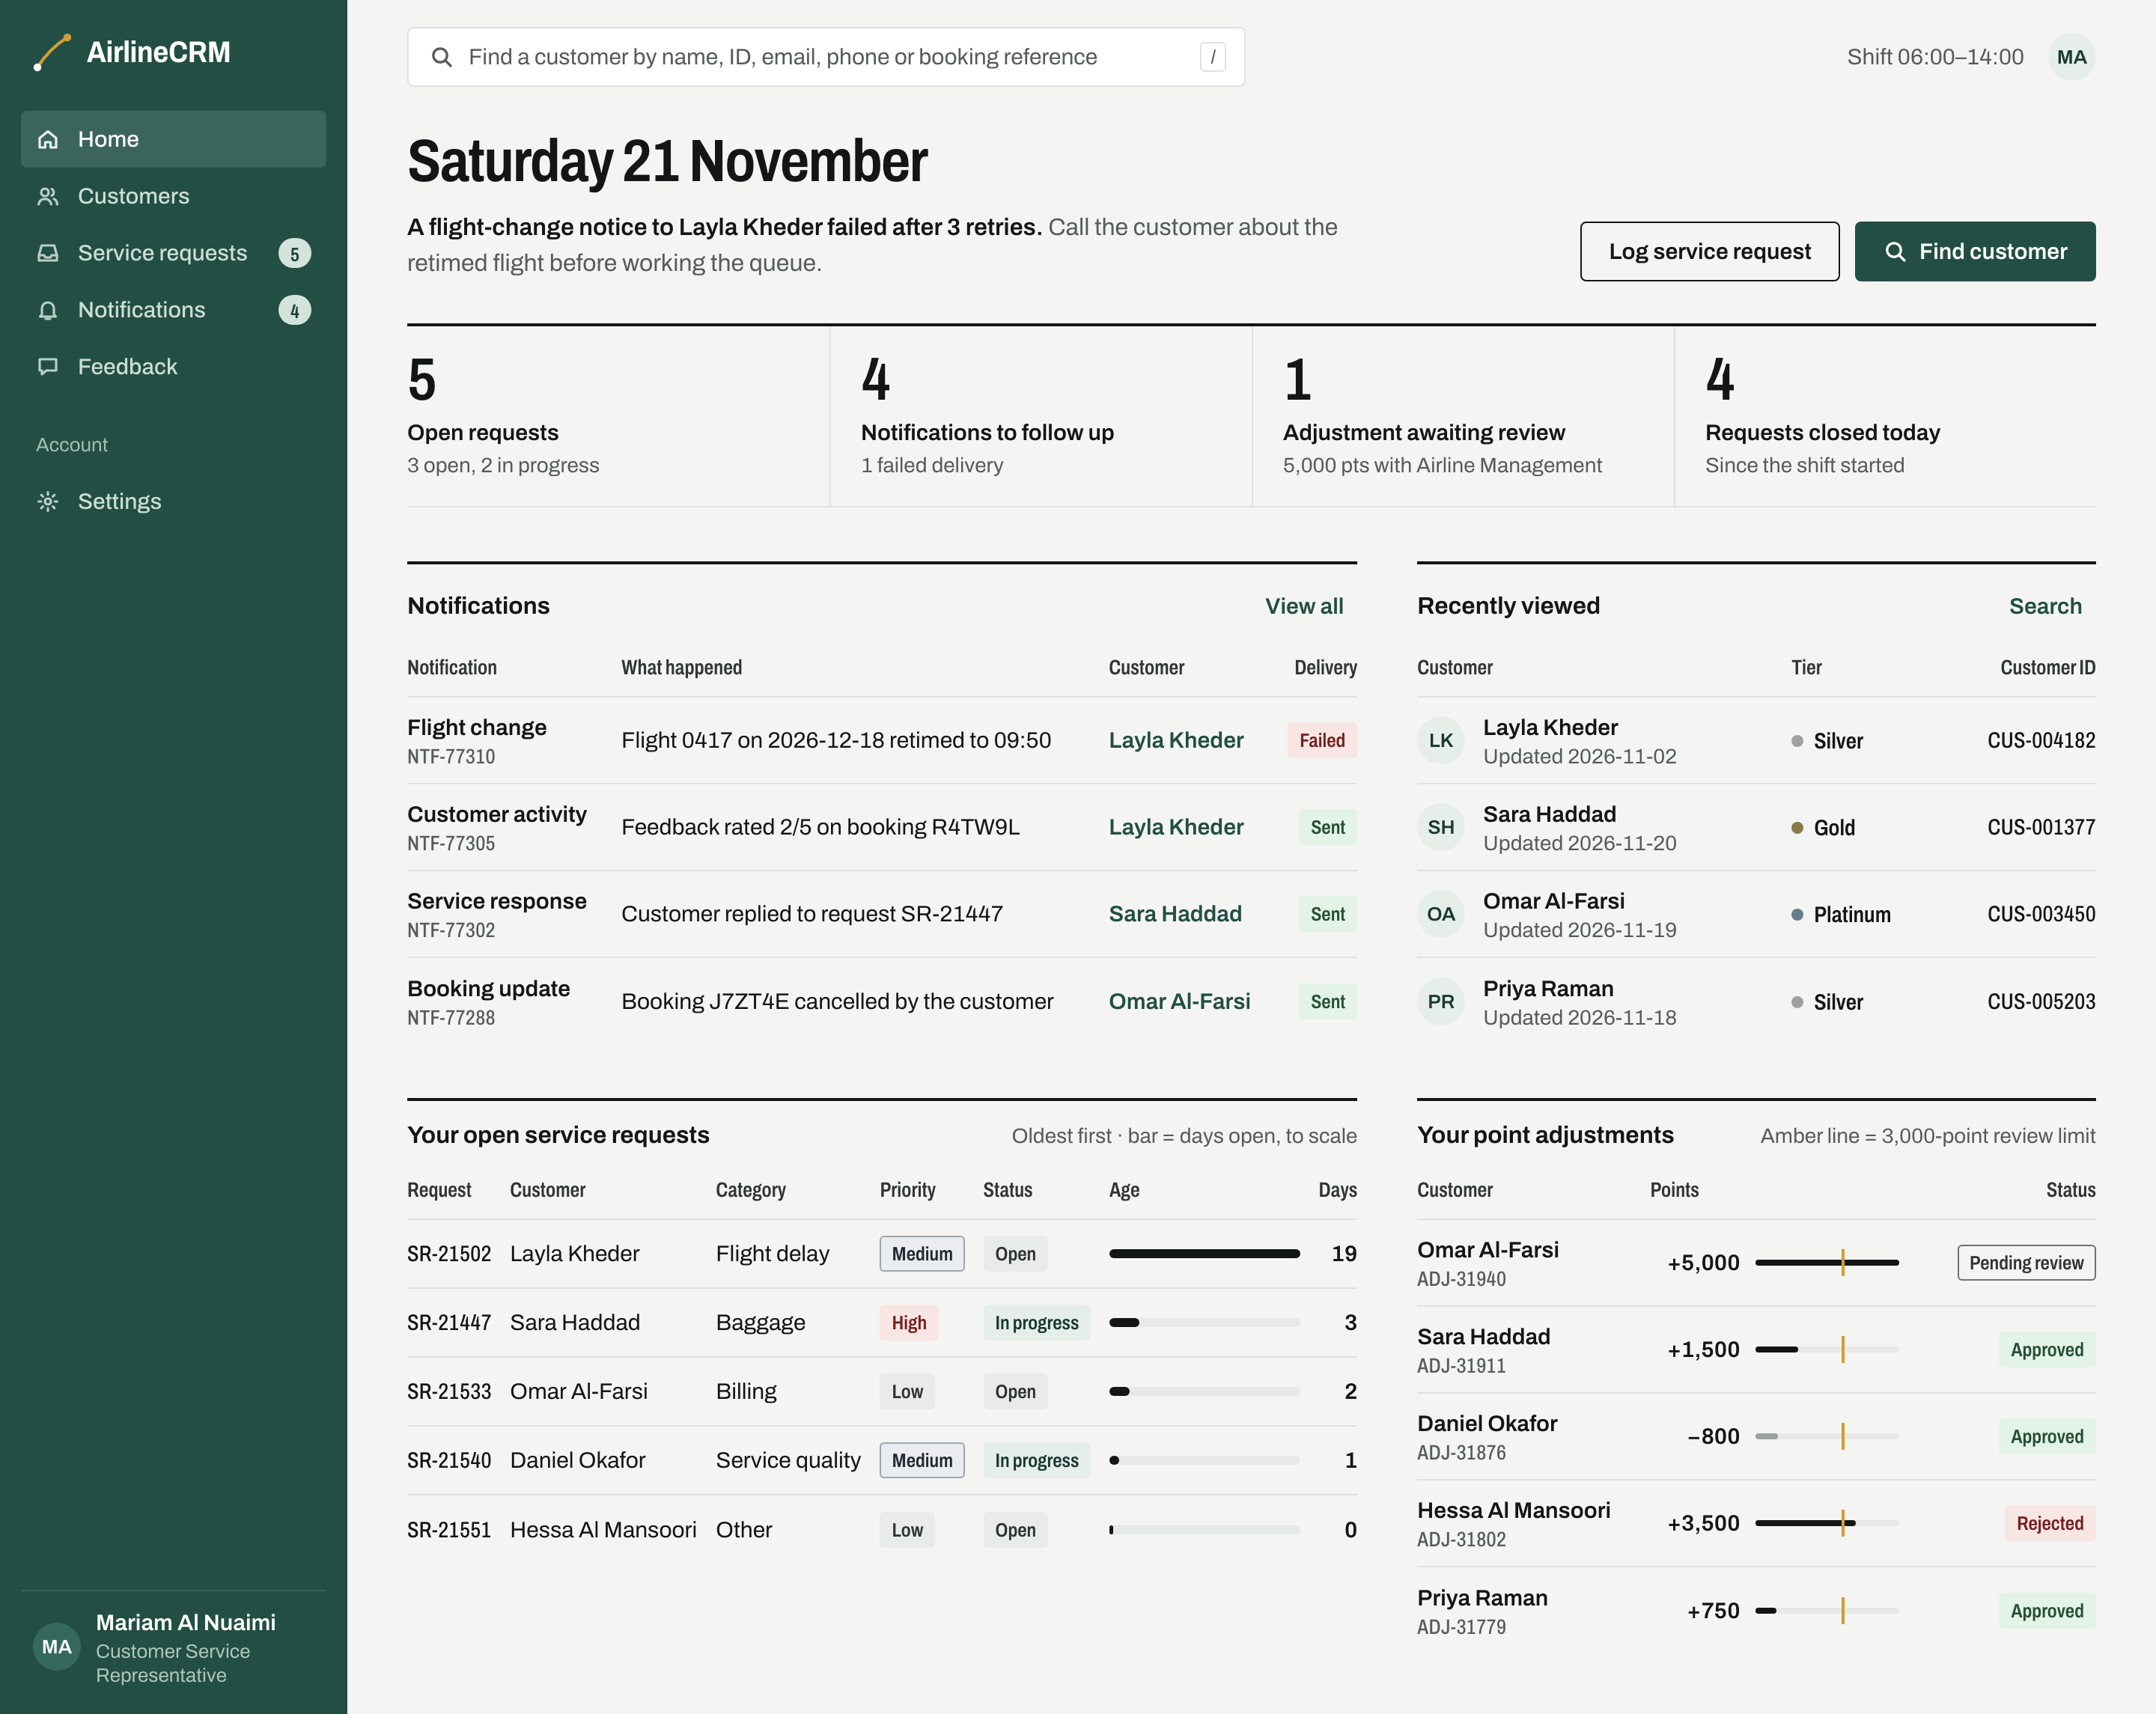 AirlineCRM
Home
Customers
Service requests 5
Notifications 4
Feedback
Account
Settings
MA
Mariam Al Nuaimi
Customer Service
Representative
Find a customer by name, ID, email, phone or booking reference /
Shift 06:00–14:00 MA
Saturday 21 November
A flight-change notice to Layla Kheder failed after 3 retries. Call the customer about the
retimed flight before working the queue.
Log service request
Find customer
5
Open requests
3 open, 2 in progress
4
Notifications to follow up
1 failed delivery
1
Adjustment awaiting review
5,000 pts with Airline Management
4
Requests closed today
Since the shift started
Notifications View all
Notification What happened Customer Delivery
Flight change
NTF-77310
Flight 0417 on 2026-12-18 retimed to 09:50 Layla Kheder Failed
Customer activity
NTF-77305
Feedback rated 2/5 on booking R4TW9L Layla Kheder Sent
Service response
NTF-77302
Customer replied to request SR-21447 Sara Haddad Sent
Booking update
NTF-77288
Booking J7ZT4E cancelled by the customer Omar Al-Farsi Sent
Recently viewed Search
Customer Tier Customer ID
LK Layla Kheder
Updated 2026-11-02
Silver CUS-004182
SH Sara Haddad
Updated 2026-11-20
Gold CUS-001377
OA Omar Al-Farsi
Updated 2026-11-19
Platinum CUS-003450
PR Priya Raman
Updated 2026-11-18
Silver CUS-005203
Your open service requests Oldest first · bar = days open, to scale
Request Customer Category Priority Status Age Days
SR-21502 Layla Kheder Flight delay Medium Open 19
SR-21447 Sara Haddad Baggage High In progress 3
SR-21533 Omar Al-Farsi Billing Low Open 2
SR-21540 Daniel Okafor Service quality Medium In progress 1
SR-21551 Hessa Al Mansoori Other Low Open 0
Your point adjustments Amber line = 3,000-point review limit
Customer Points Status
Omar Al-Farsi
ADJ-31940
+5,000 Pending review
Sara Haddad
ADJ-31911
+1,500 Approved
Daniel Okafor
ADJ-31876
−800 Approved
Hessa Al Mansoori
ADJ-31802
+3,500 Rejected
Priya Raman
ADJ-31779
+750 Approved